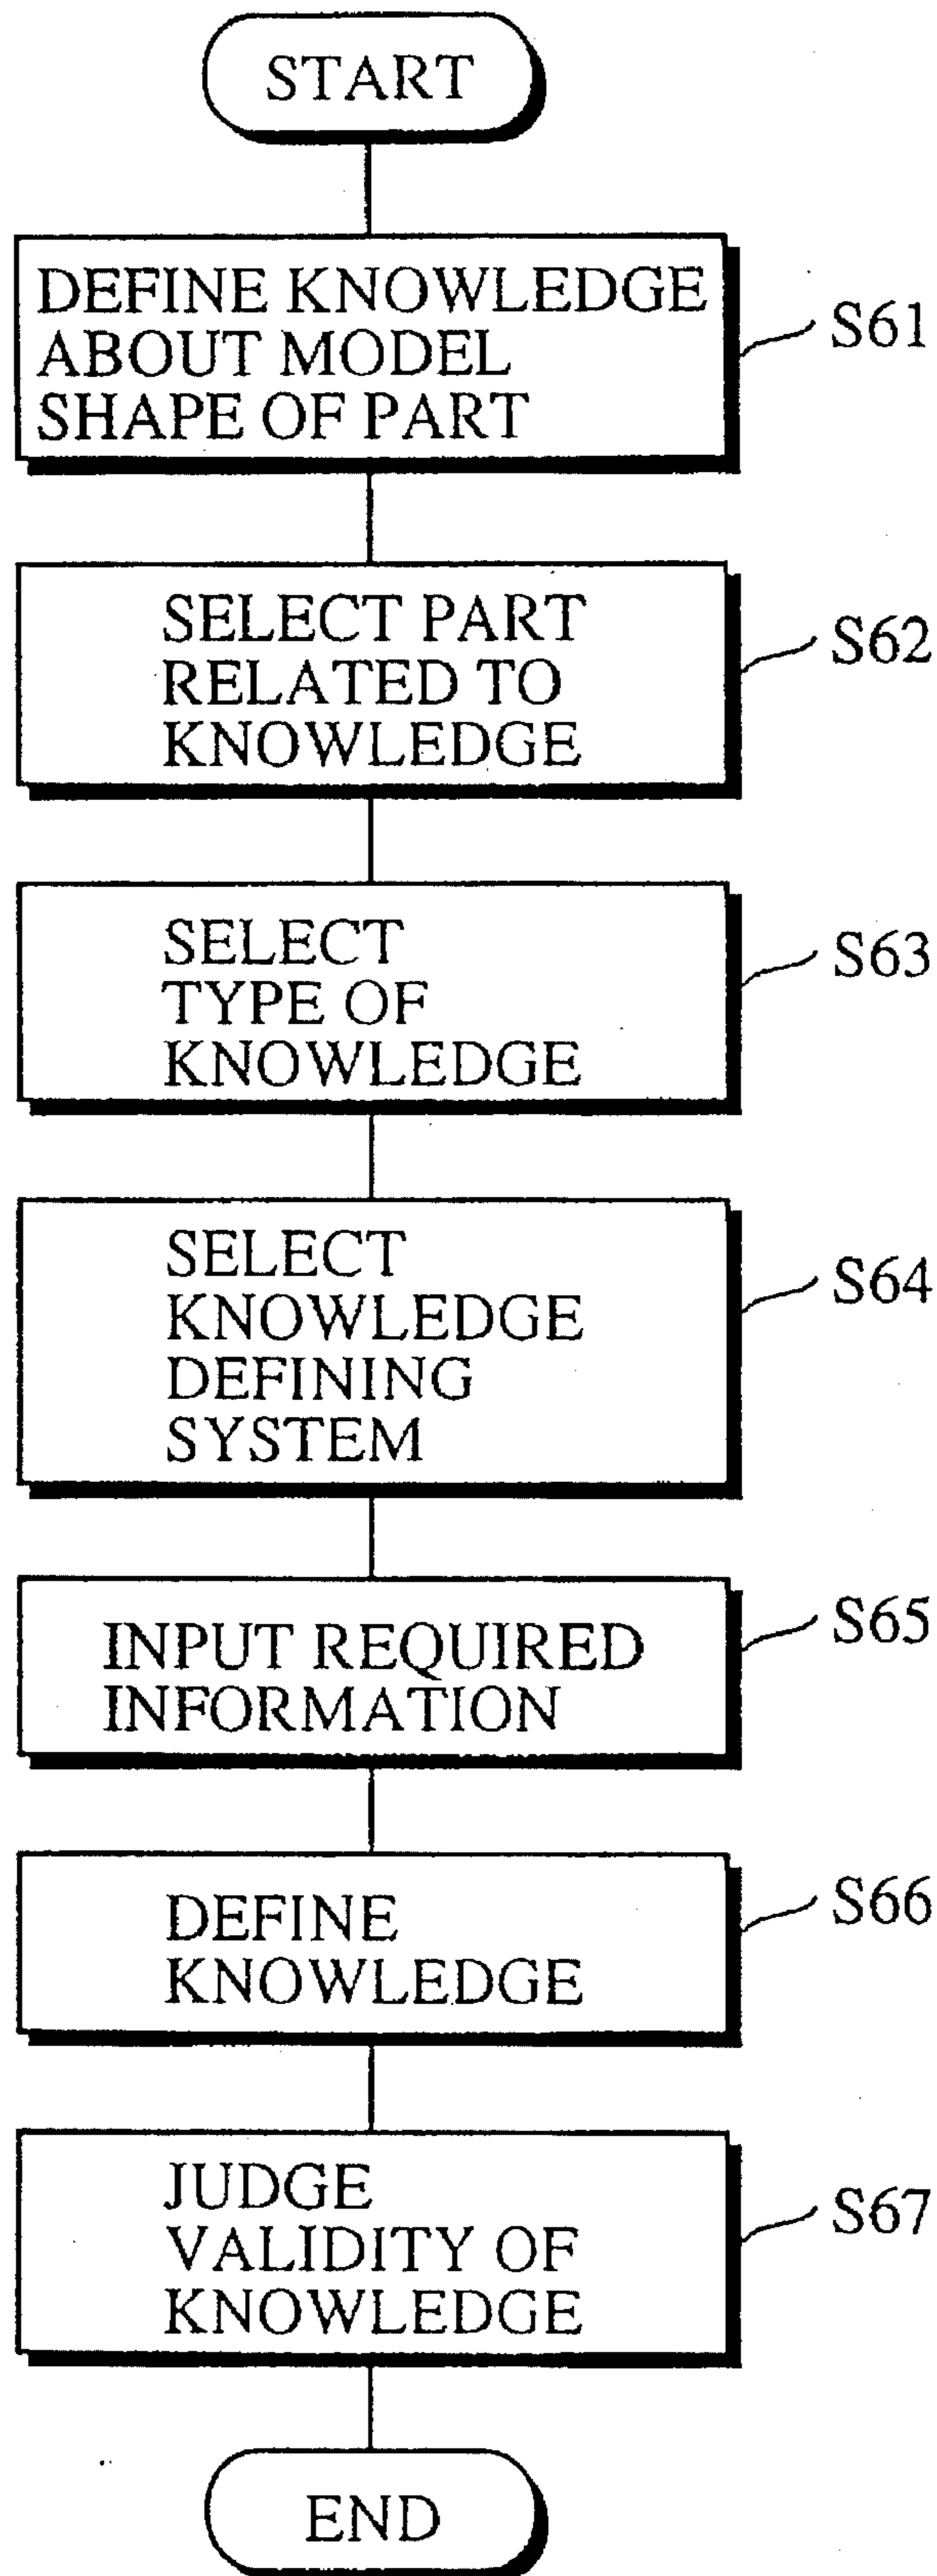 START
DEFINE KNOWLEDGE
ABOUT MODEL
SHAPE OF PART
S61
SELECT PART
RELATED TO
KNOWLEDGE
S62
SELECT
TYPE OF
KNOWLEDGE
S63
SELECT
KNOWLEDGE
DEFINING
SYSTEM
S64
INPUT REQUIRED
INFORMATION
S65
DEFINE
KNOWLEDGE
S66
JUDGE
VALIDITY OF
KNOWLEDGE
S67
END